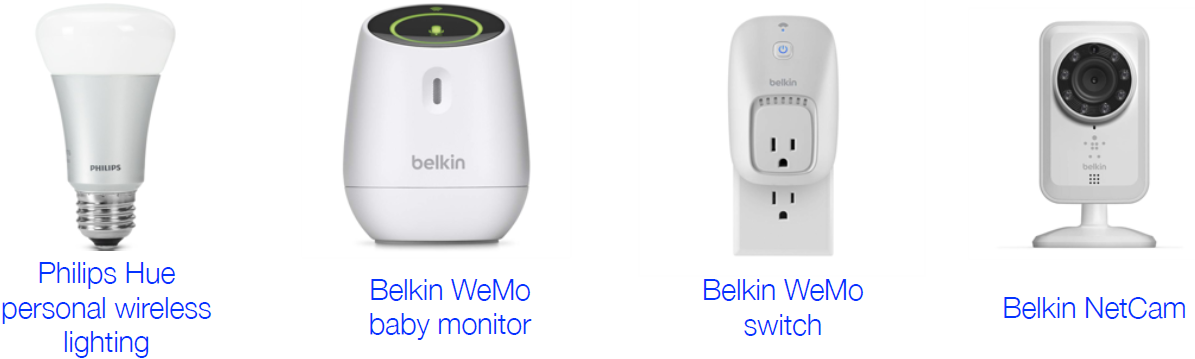 PHILIPS
belkin
belkin
belkin
Philips Hue
personal wireless
lighting
Belkin WeMo
baby monitor
Belkin WeMo
switch
Belkin NetCam